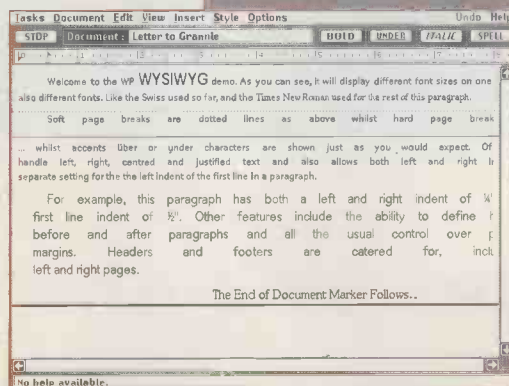 Tasks Document Edit View Insert Style Options Undo Help
STOP Document : Letter to Grannie BOLD UNDER ITALIC SPELL
Welcome to the WP WYSIWYG demo. As you can see, it will display different font sizes on one
also different fonts. Like the Swiss used so far, and the Times New Roman used for the rest of this paragraph.
Soft page breaks are dotted lines as above whilst hard page break
... whilst accents über or under characters are shown just as you would expect. Of
handle left, right, centred and justified text and also allows both left and right
separate setting for the left indent of the first line in a paragraph.
For example, this paragraph has both a left and right indent of ¼"
first line indent of ½". Other features include the ability to define
before and after paragraphs and all the usual control over
margins. Headers and footers are catered for, inclu
left and right pages.
The End of Document Marker Follows..
No help available.